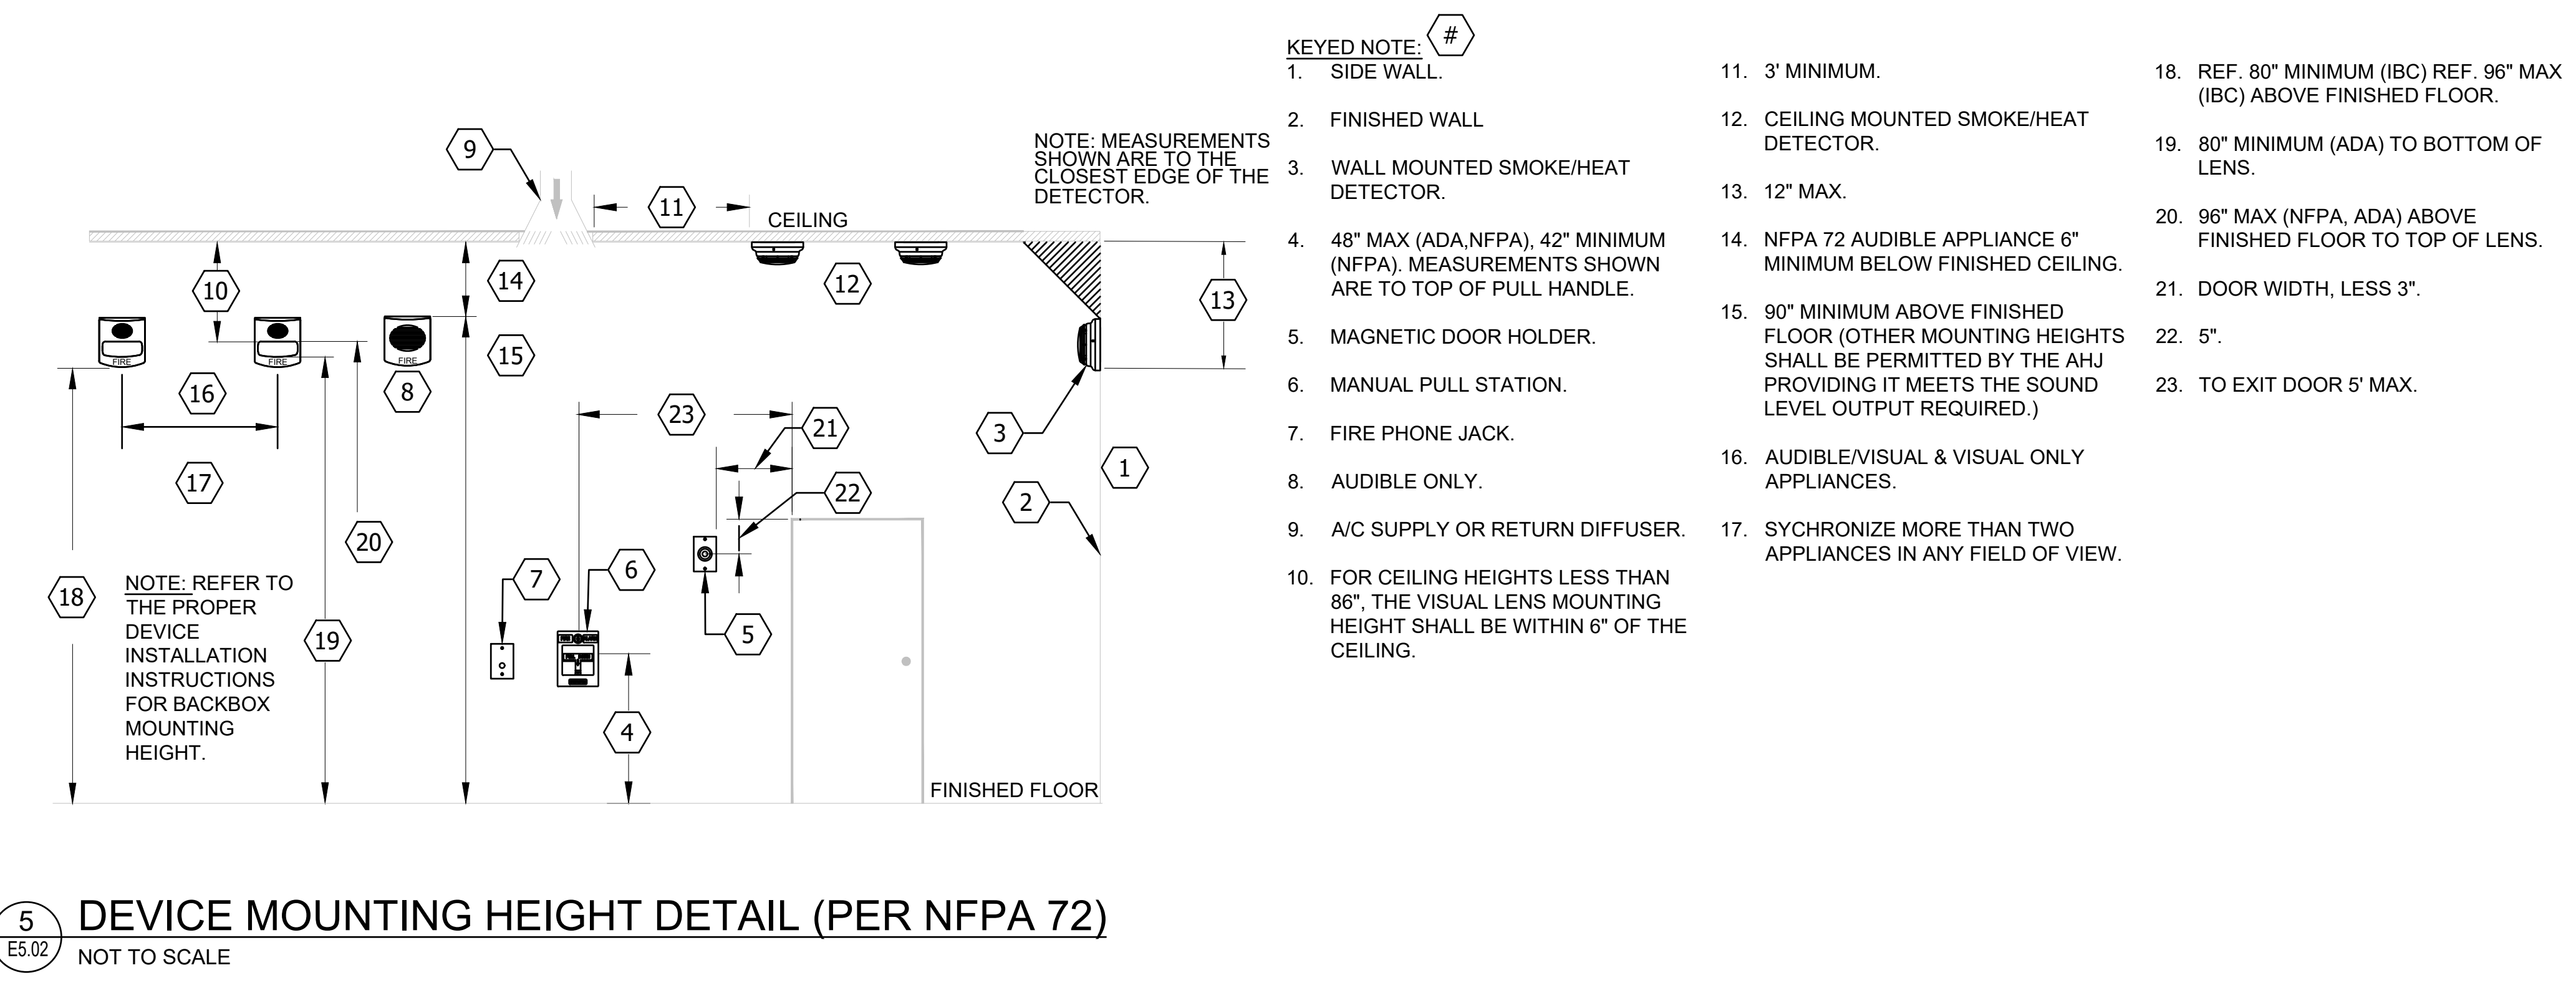 KEYED NOTE: #
1. SIDE WALL.
2. FINISHED WALL
3. WALL MOUNTED SMOKE/HEAT
DETECTOR.
4. 48" MAX (ADA,NFPA), 42" MINIMUM
(NFPA). MEASUREMENTS SHOWN
ARE TO TOP OF PULL HANDLE.
5. MAGNETIC DOOR HOLDER.
6. MANUAL PULL STATION.
7. FIRE PHONE JACK.
8. AUDIBLE ONLY.
9. A/C SUPPLY OR RETURN DIFFUSER.
10. FOR CEILING HEIGHTS LESS THAN
86", THE VISUAL LENS MOUNTING
HEIGHT SHALL BE WITHIN 6" OF THE
CEILING.
11. 3' MINIMUM.
12. CEILING MOUNTED SMOKE/HEAT
DETECTOR.
13. 12" MAX.
14. NFPA 72 AUDIBLE APPLIANCE 6"
MINIMUM BELOW FINISHED CEILING.
15. 90" MINIMUM ABOVE FINISHED
FLOOR (OTHER MOUNTING HEIGHTS
SHALL BE PERMITTED BY THE AHJ
PROVIDING IT MEETS THE SOUND
LEVEL OUTPUT REQUIRED.)
16. AUDIBLE/VISUAL & VISUAL ONLY
APPLIANCES.
17. SYCHRONIZE MORE THAN TWO
APPLIANCES IN ANY FIELD OF VIEW.
18. REF. 80" MINIMUM (IBC) REF. 96" MAX
(IBC) ABOVE FINISHED FLOOR.
19. 80" MINIMUM (ADA) TO BOTTOM OF
LENS.
20. 96" MAX (NFPA, ADA) ABOVE
FINISHED FLOOR TO TOP OF LENS.
21. DOOR WIDTH, LESS 3".
22. 5".
23. TO EXIT DOOR 5' MAX.
NOTE: MEASUREMENTS
SHOWN ARE TO THE
CLOSEST EDGE OF THE
DETECTOR.
9
11
CEILING
10
14
12
13
15
FIRE
FIRE
FIRE
16
8
23
21
3
1
17
22
2
20
7
6
18
NOTE: REFER TO
THE PROPER
DEVICE
INSTALLATION
INSTRUCTIONS
FOR BACKBOX
MOUNTING
HEIGHT.
19
5
4
FINISHED FLOOR
5
E5.02
DEVICE MOUNTING HEIGHT DETAIL (PER NFPA 72)
NOT TO SCALE